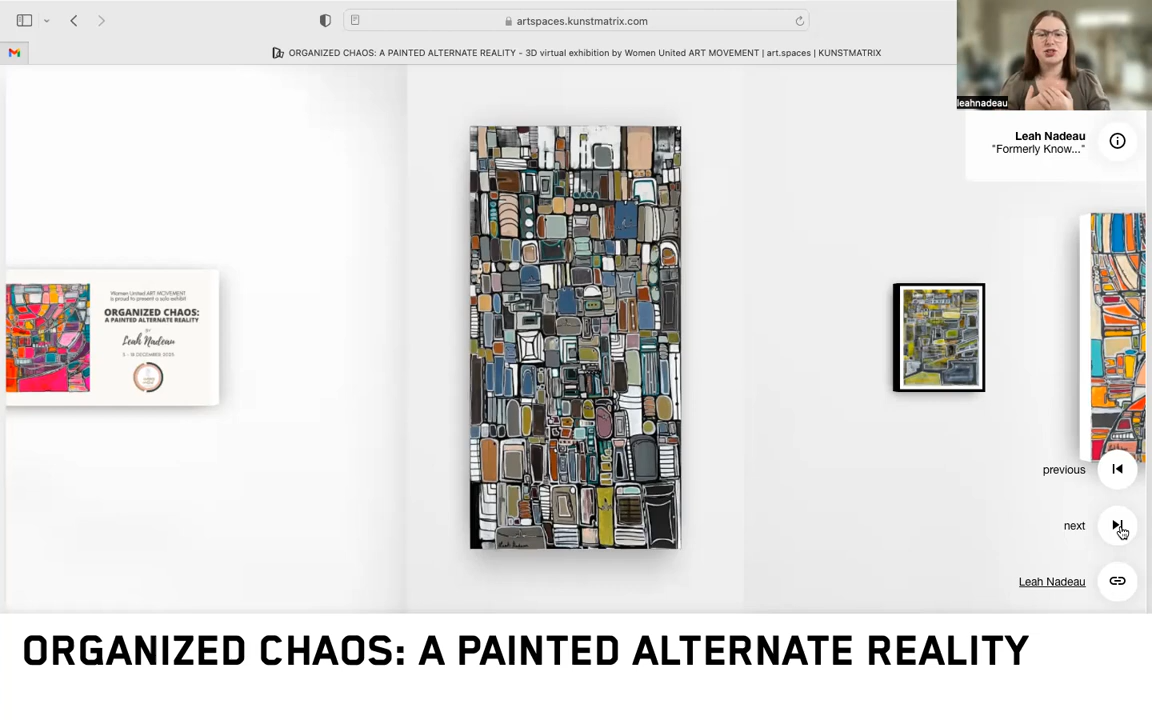 artspaces.kunstmatrix.com
ORGANIZED CHAOS: A PAINTED ALTERNATE REALITY - 3D virtual exhibition by Women United ART MOVEMENT | art.spaces | KUNSTMATRIX
leahnadeau
Leah Nadeau
"Formerly Know..."
Women United ART MOVEMENT
is proud to present a solo exhibit
ORGANIZED CHAOS:
A PAINTED ALTERNATE REALITY
BY
Leah Nadeau
previous
next
Leah Nadeau
ORGANIZED CHAOS: A PAINTED ALTERNATE REALITY